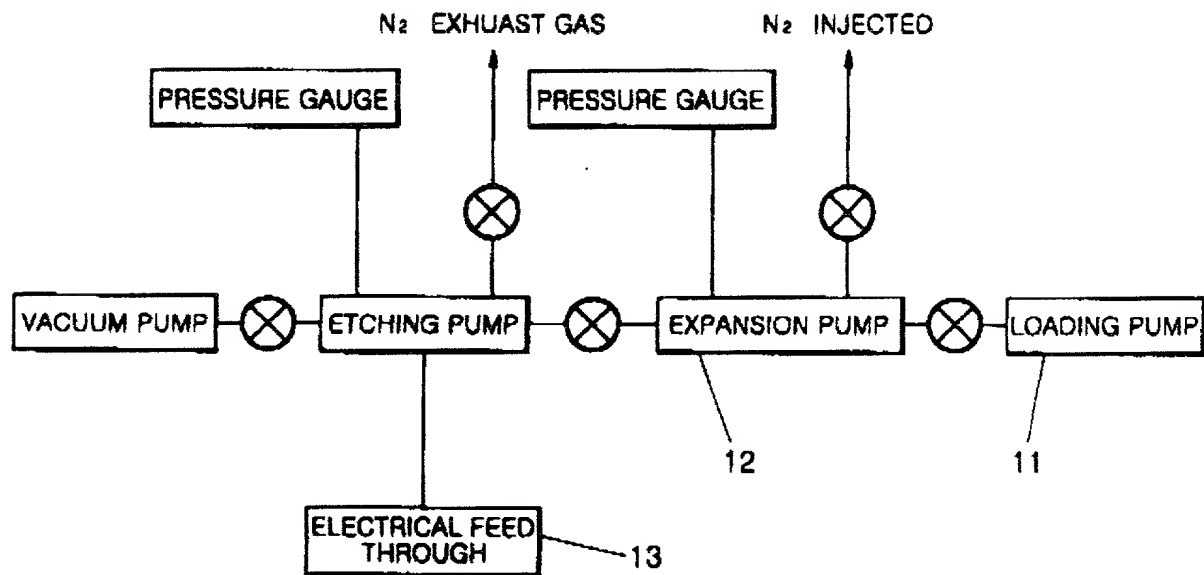 N₂ EXHUAST GAS
N₂ INJECTED
PRESSURE GAUGE
PRESSURE GAUGE
VACUUM PUMP
ETCHING PUMP
EXPANSION PUMP
LOADING PUMP
12
11
ELECTRICAL FEED
THROUGH
13